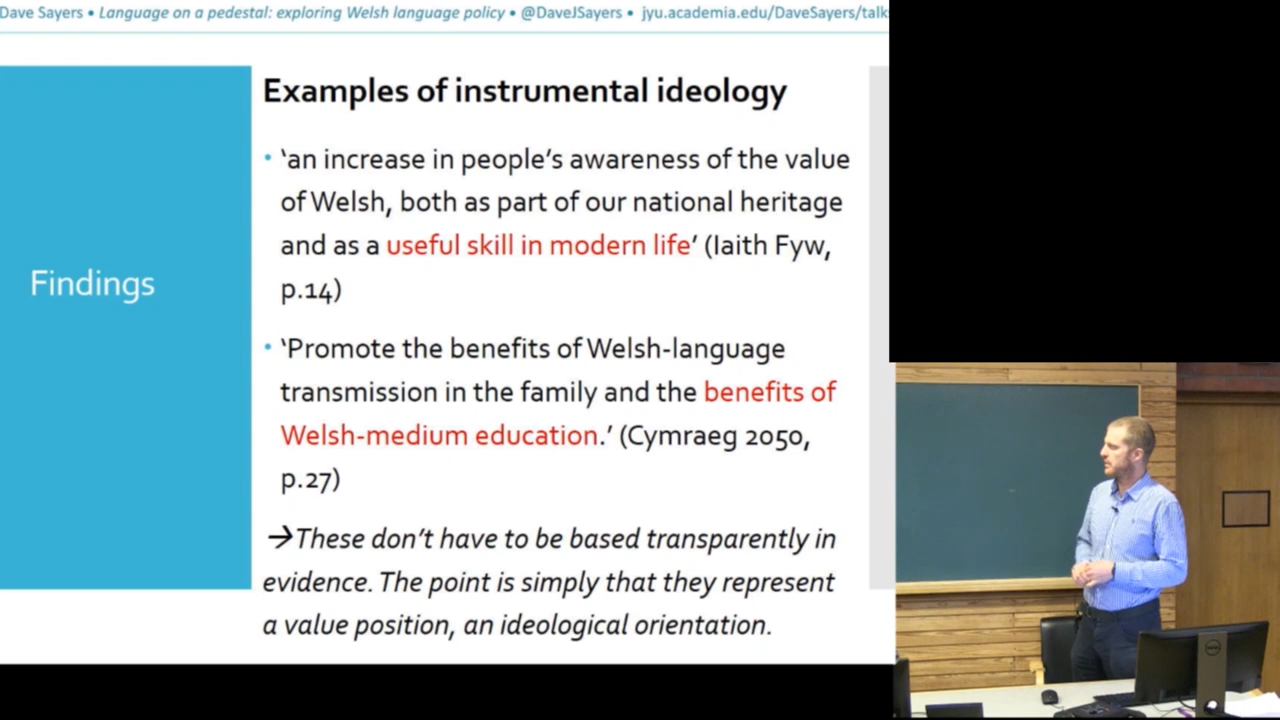 Dave Sayers • Language on a pedestal: exploring Welsh language policy • @DaveJSayers • jyu.academia.edu/DaveSayers/talk
Findings
Examples of instrumental ideology
• ‘an increase in people’s awareness of the value
of Welsh, both as part of our national heritage
and as a useful skill in modern life’ (Iaith Fyw,
p.14)
• ‘Promote the benefits of Welsh-language
transmission in the family and the benefits of
Welsh-medium education.’ (Cymraeg 2050,
p.27)
→These don’t have to be based transparently in
evidence. The point is simply that they represent
a value position, an ideological orientation.
DELL